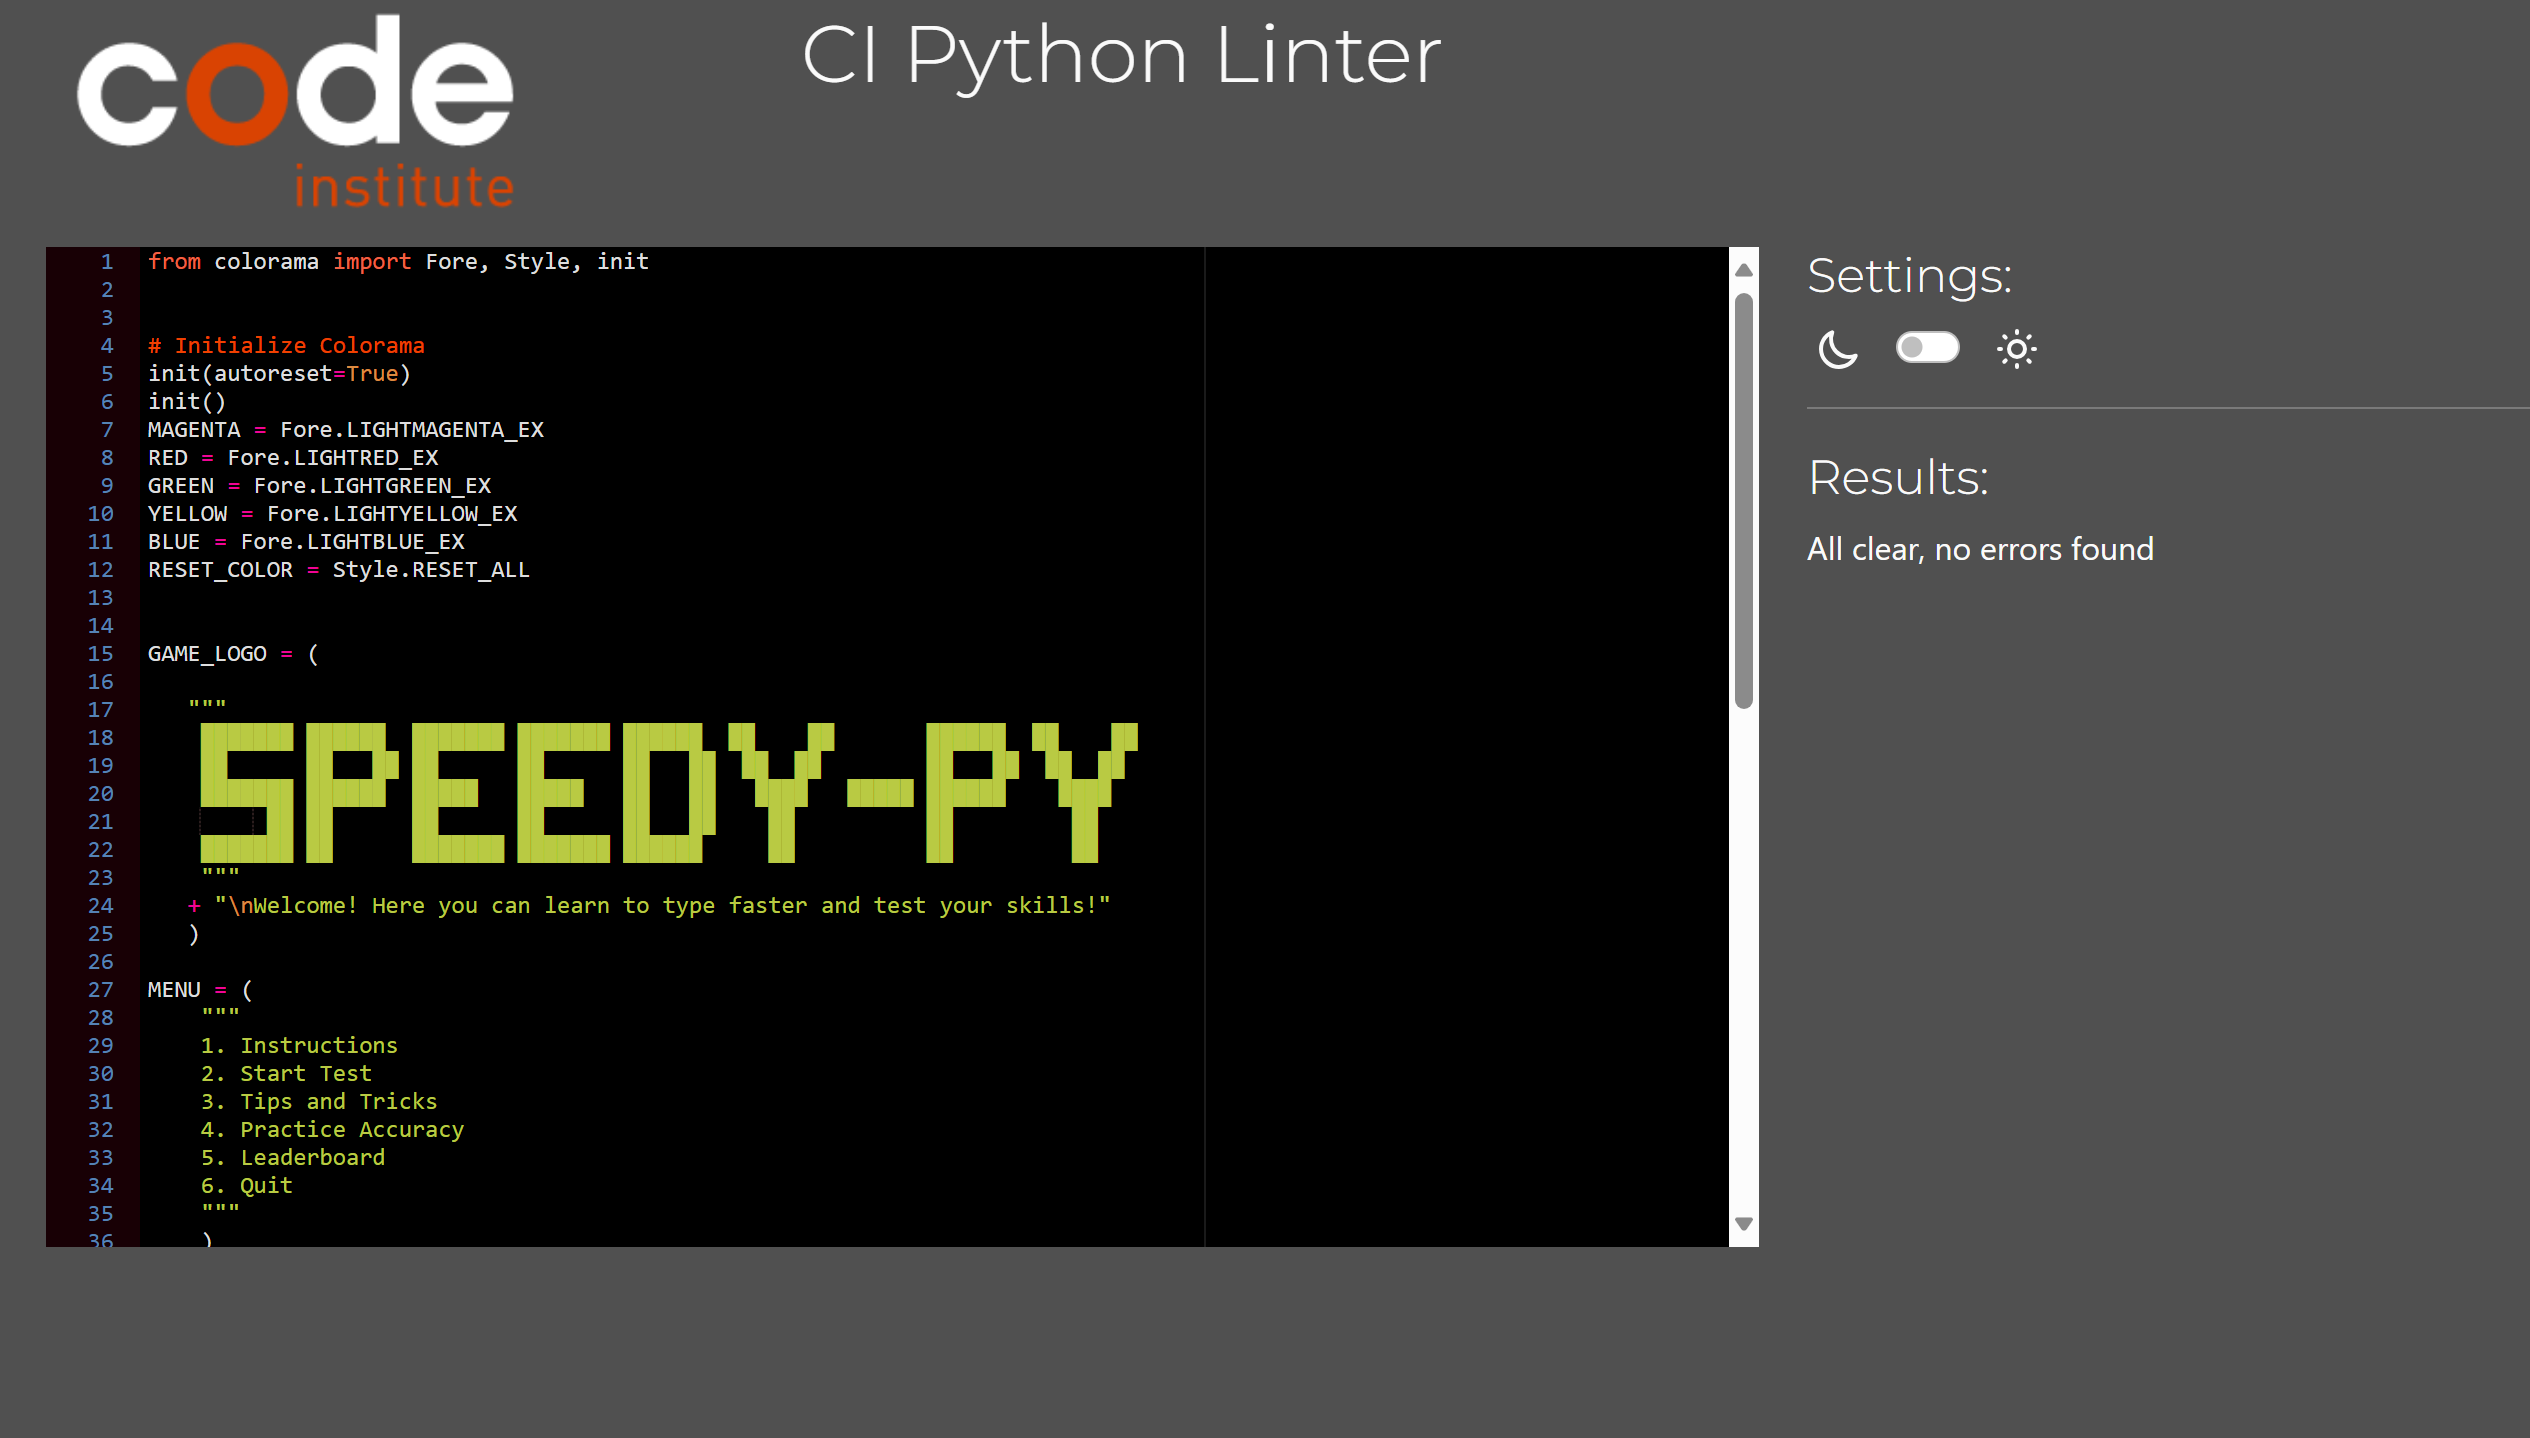 code
institute
CI Python Linter
1 from colorama import Fore, Style, init
2
3
4 # Initialize Colorama
5 init(autoreset=True)
6 init()
7 MAGENTA = Fore.LIGHTMAGENTA_EX
8 RED = Fore.LIGHTRED_EX
9 GREEN = Fore.LIGHTGREEN_EX
10 YELLOW = Fore.LIGHTYELLOW_EX
11 BLUE = Fore.LIGHTBLUE_EX
12 RESET_COLOR = Style.RESET_ALL
13
14
15 GAME_LOGO = (
16
17 """
18
19
20 SPEEDY-PY
21
22
23 """
24 + "\nWelcome! Here you can learn to type faster and test your skills!"
25 )
26
27 MENU = (
28 """
29 1. Instructions
30 2. Start Test
31 3. Tips and Tricks
32 4. Practice Accuracy
33 5. Leaderboard
34 6. Quit
35 """
36 )
Settings:
Results:
All clear, no errors found